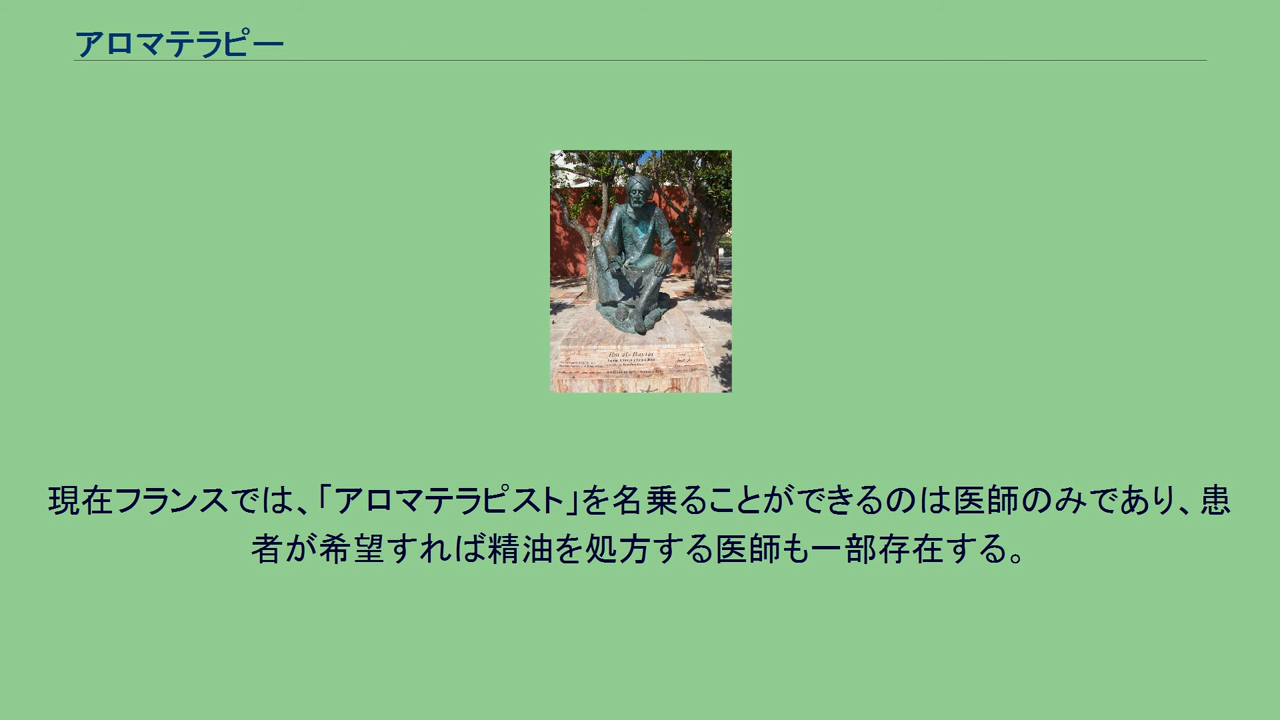 アロマテラピー
Ibn al-Baytar
現在フランスでは、「アロマテラピスト」を名乗ることができるのは医師のみであり、患
者が希望すれば精油を処方する医師も一部存在する。